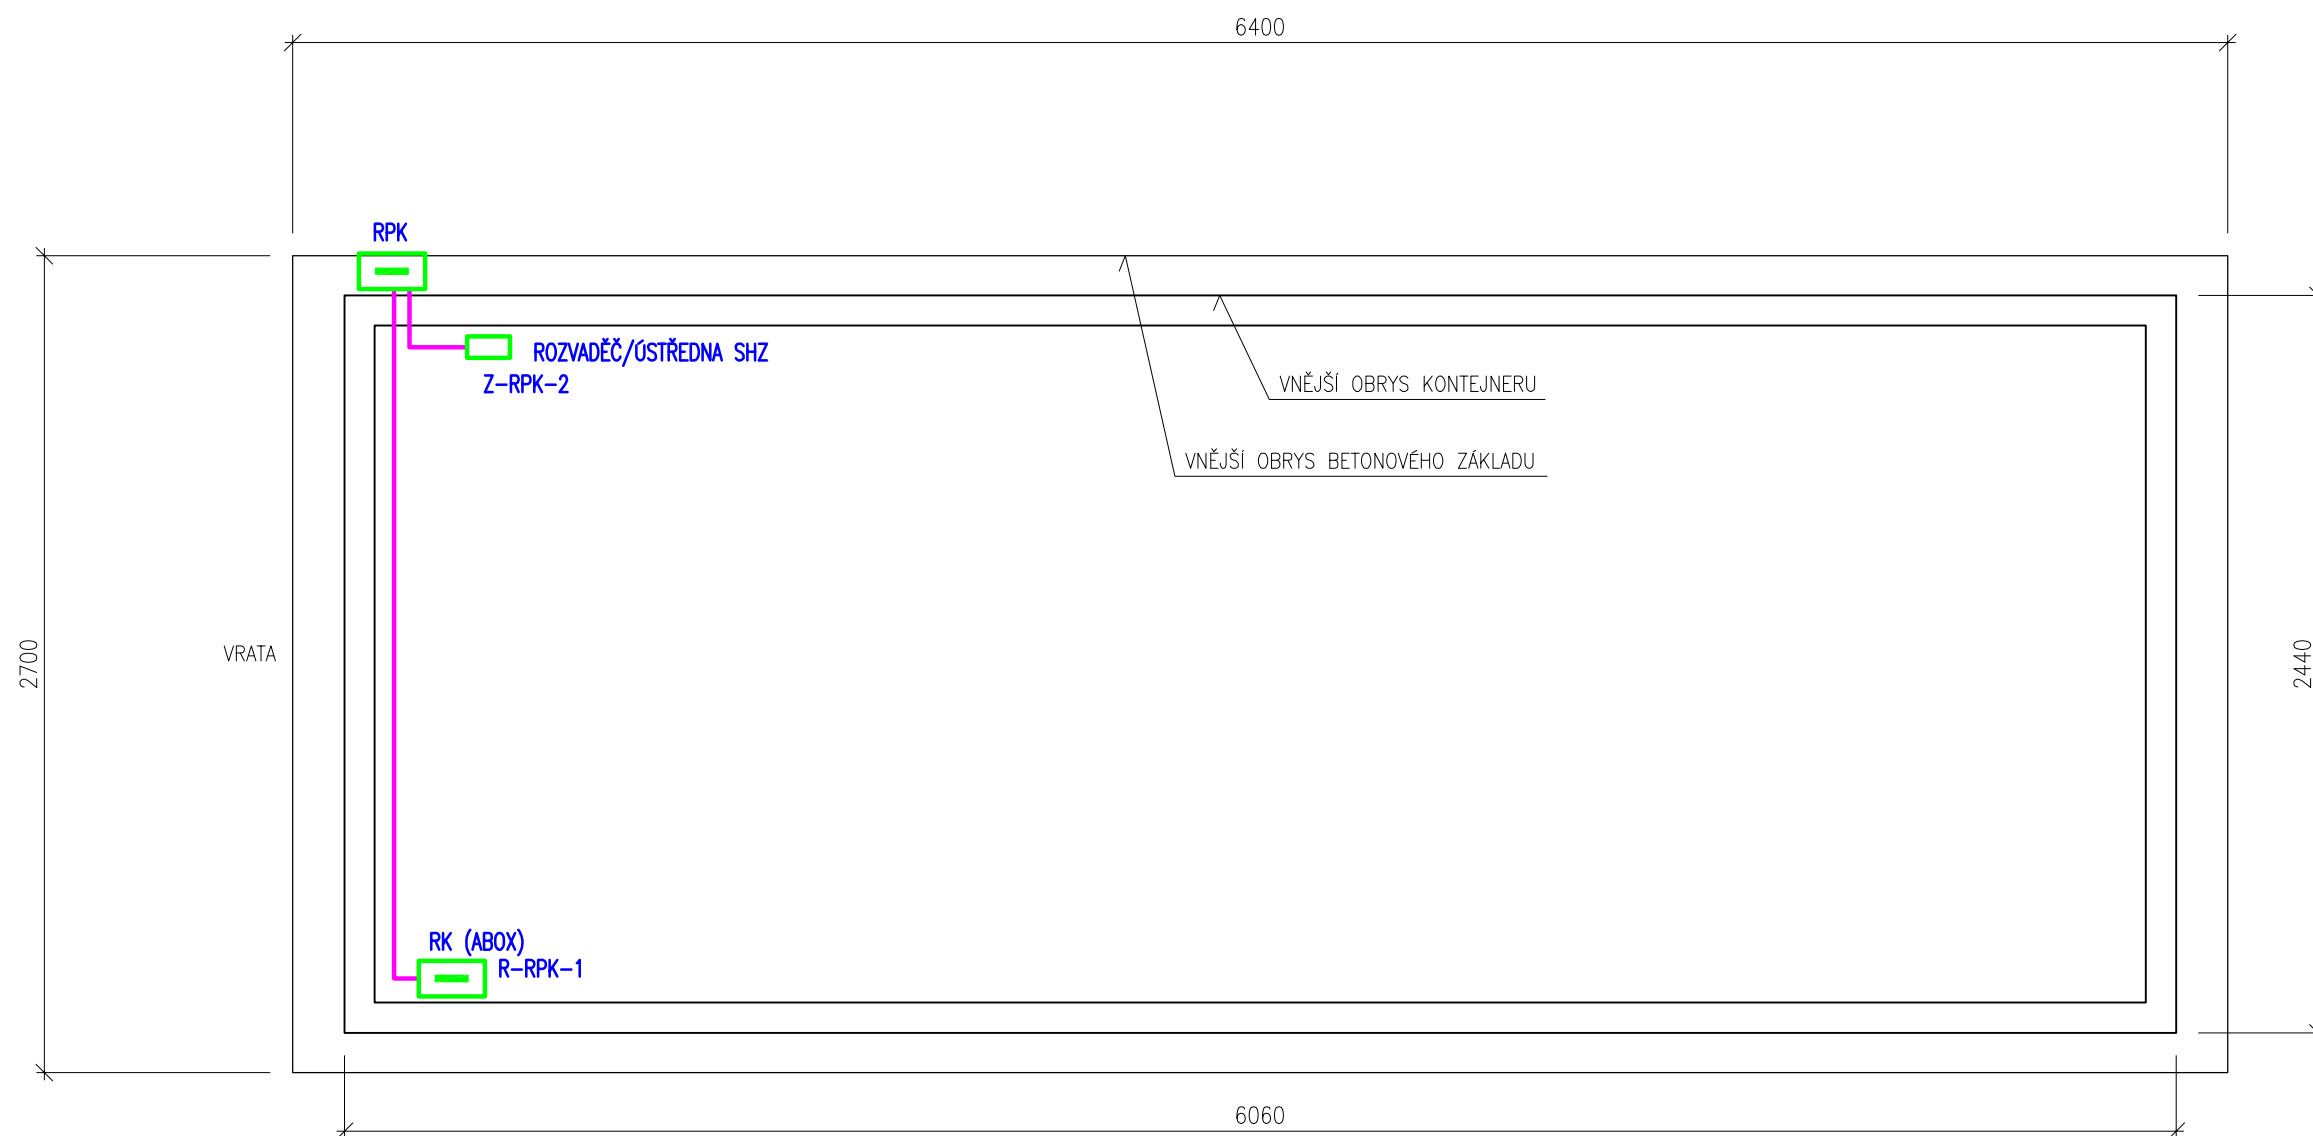 6400
RPK
ROZVADĚČ/ÚSTŘEDNA SHZ
Z-RPK-2
VNĚJŠÍ OBRYS KONTEJNERU
VNĚJŠÍ OBRYS BETONOVÉHO ZÁKLADU
2700
VRATA
2440
RK (ABOX)
R-RPK-1
6060